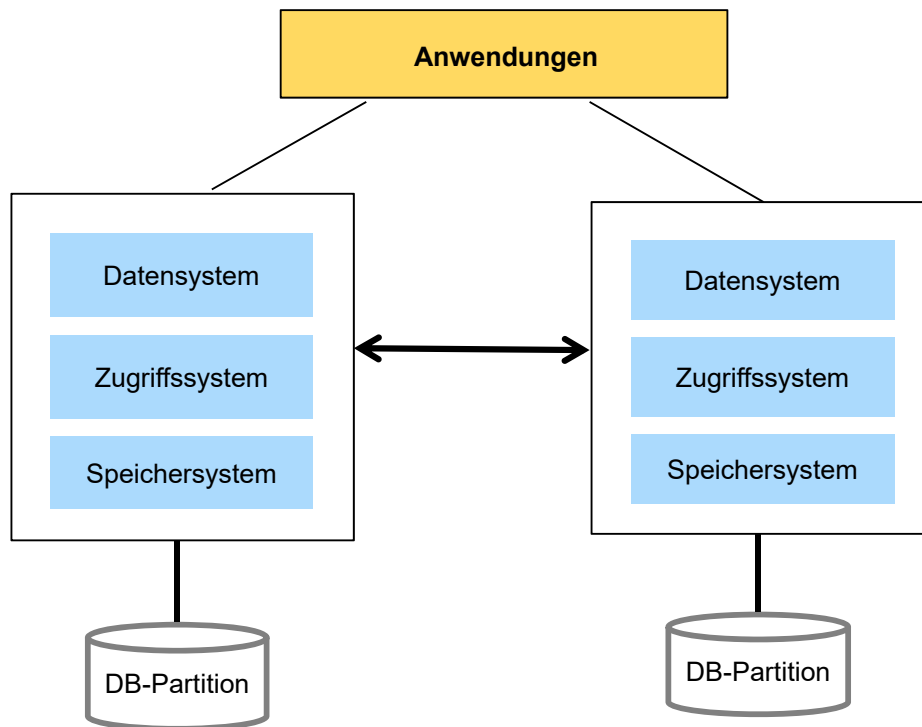 Anwendungen
Datensystem
Zugriffssystem
Speichersystem
DB-Partition
Datensystem
Zugriffssystem
Speichersystem
DB-Partition